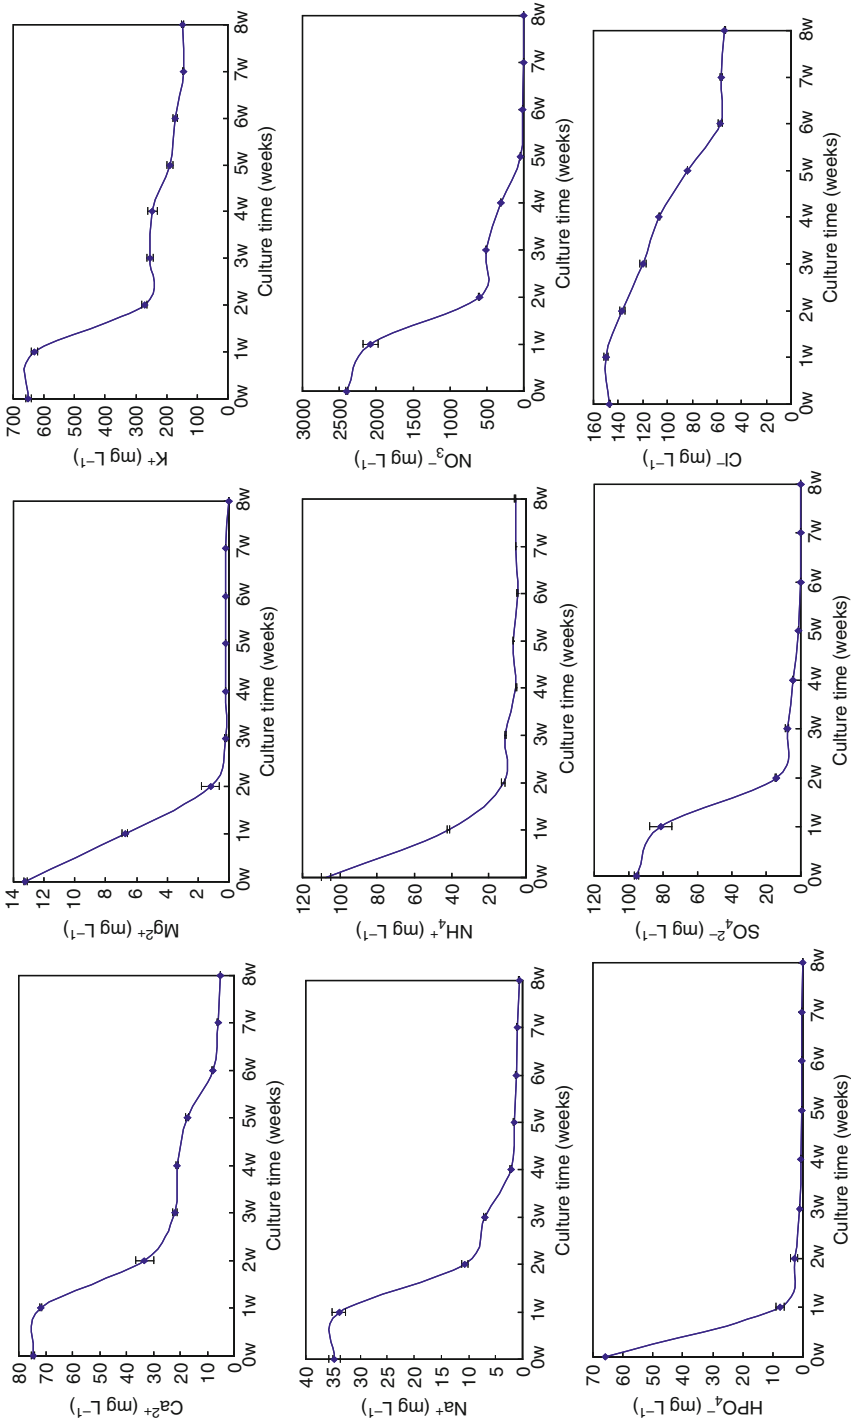 Ca²⁺ (mg L⁻¹)
80
70
60
50
40
30
20
10
0
0w 1w 2w 3w 4w 5w 6w 7w 8w
Culture time (weeks)
Mg²⁺ (mg L⁻¹)
14
12
10
8
6
4
2
0
0w 1w 2w 3w 4w 5w 6w 7w 8w
Culture time (weeks)
K⁺ (mg L⁻¹)
700
600
500
400
300
200
100
0
0w 1w 2w 3w 4w 5w 6w 7w 8w
Culture time (weeks)
Na⁺ (mg L⁻¹)
40
35
30
25
20
15
10
5
0
0w 1w 2w 3w 4w 5w 6w 7w 8w
Culture time (weeks)
NH₄⁺ (mg L⁻¹)
120
100
80
60
40
20
0
0w 1w 2w 3w 4w 5w 6w 7w 8w
Culture time (weeks)
NO₃⁻ (mg L⁻¹)
3000
2500
2000
1500
1000
500
0
0w 1w 2w 3w 4w 5w 6w 7w 8w
Culture time (weeks)
HPO₄⁻ (mg L⁻¹)
70
60
50
40
30
20
10
0
0w 1w 2w 3w 4w 5w 6w 7w 8w
Culture time (weeks)
SO₄²⁻ (mg L⁻¹)
120
100
80
60
40
20
0
0w 1w 2w 3w 4w 5w 6w 7w 8w
Culture time (weeks)
Cl⁻ (mg L⁻¹)
160
140
120
100
80
60
40
20
0
0w 1w 2w 3w 4w 5w 6w 7w 8w
Culture time (weeks)